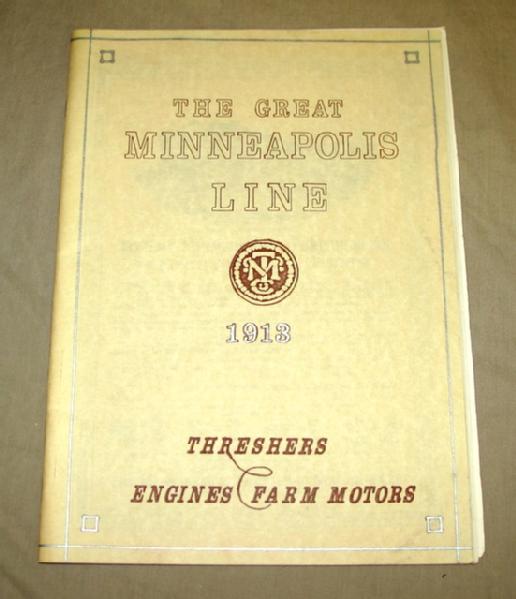 THE GREAT
MINNEAPOLIS
LINE
1913
THRESHERS
ENGINES & FARM MOTORS